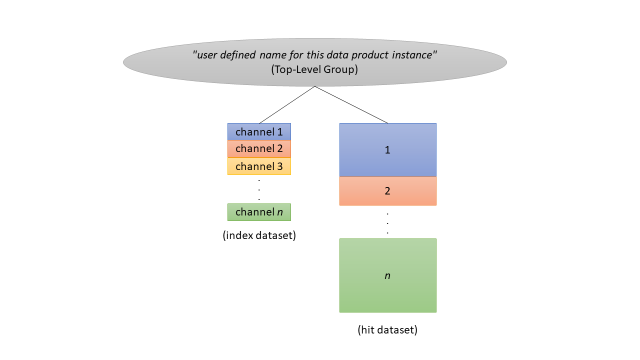 "user defined name for this data product instance"
(Top-Level Group)
channel 1
channel 2
channel 3
.
.
.
channel n
(index dataset)
1
2
.
.
.
n
(hit dataset)